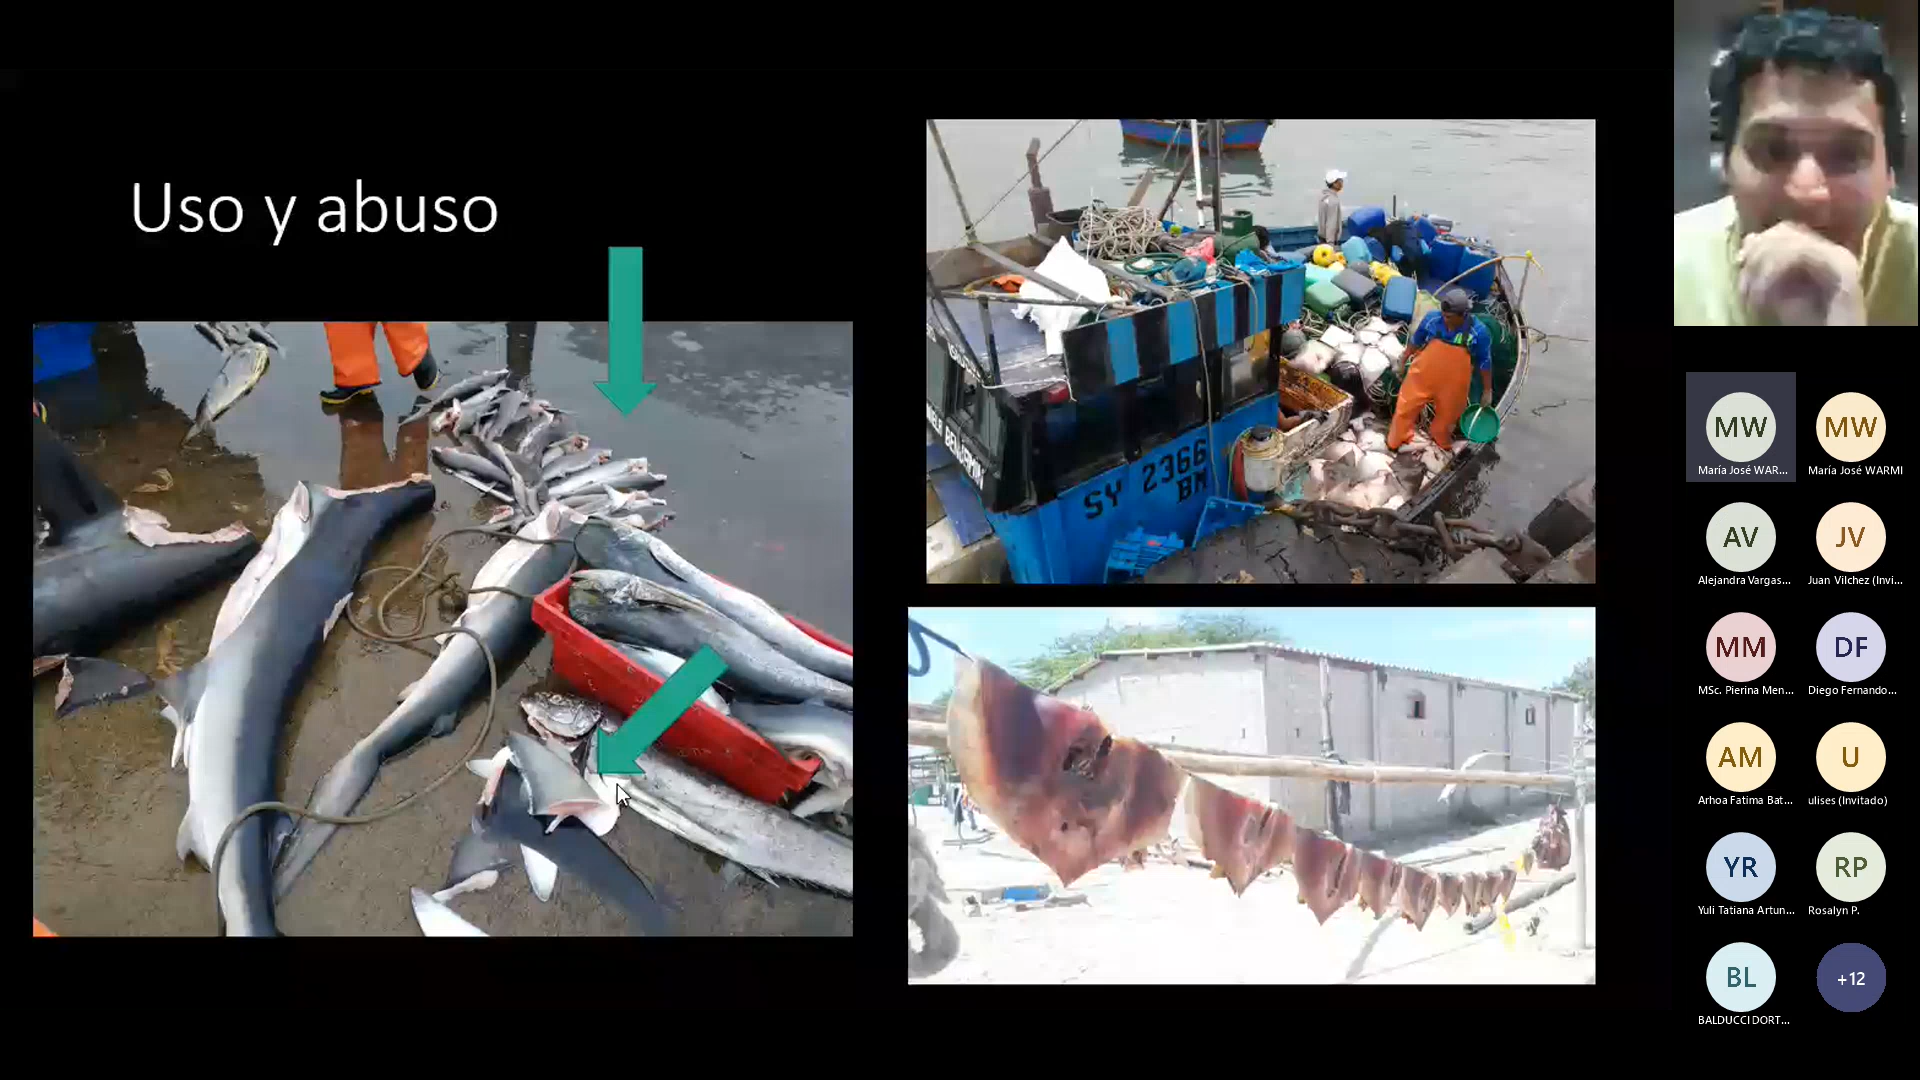 Uso y abuso
SY 2366
BM
MW
María José WAR...
MW
María José WARMI
AV
Alejandra Vargas...
JV
Juan Vilchez (Invi...
MM
MSc. Pierina Men...
DF
Diego Fernando...
AM
Arhoa Fatima Bat...
U
ulises (Invitado)
YR
Yuli Tatiana Artun...
RP
Rosalyn P.
BL
BALDUCCI DORT...
+12